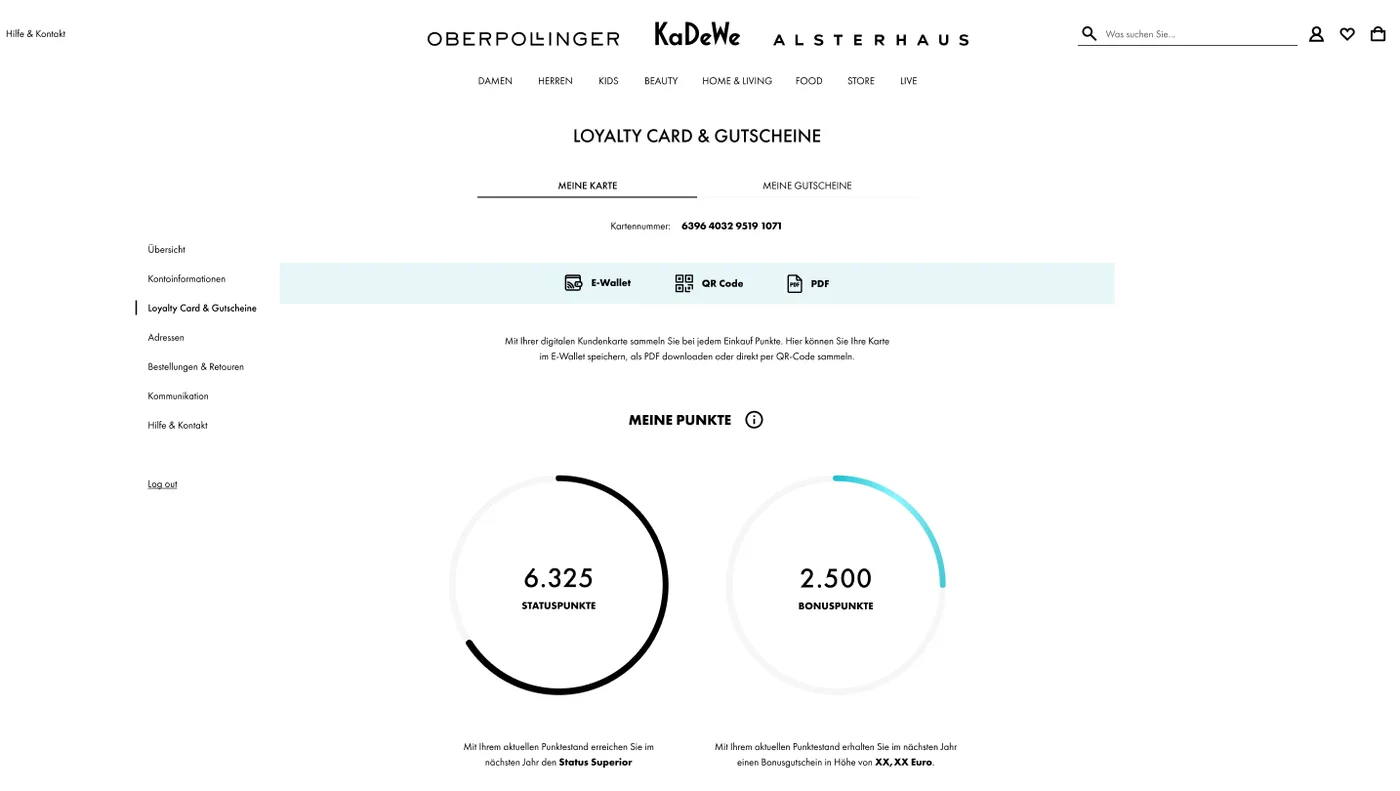 Hilfe & Kontakt
OBERPOLLINGER KaDeWe ALSTERHAUS
Was suchen Sie...
DAMEN HERREN KIDS BEAUTY HOME & LIVING FOOD STORE LIVE
LOYALTY CARD & GUTSCHEINE
MEINE KARTE MEINE GUTSCHEINE
Kartennummer: 6396 4032 9519 1071
Übersicht
Kontoinformationen
Loyalty Card & Gutscheine
Adressen
Bestellungen & Retouren
Kommunikation
Hilfe & Kontakt
Log out
E-Wallet QR Code PDF PDF
Mit Ihrer digitalen Kundenkarte sammeln Sie bei jedem Einkauf Punkte. Hier können Sie Ihre Karte
im E-Wallet speichern, als PDF downloaden oder direkt per QR-Code sammeln.
MEINE PUNKTE
6.325
STATUSPUNKTE
2.500
BONUSPUNKTE
Mit Ihrem aktuellen Punktestand erreichen Sie im
nächsten Jahr den Status Superior
Mit Ihrem aktuellen Punktestand erhalten Sie im nächsten Jahr
einen Bonusgutschein in Höhe von XX,XX Euro.